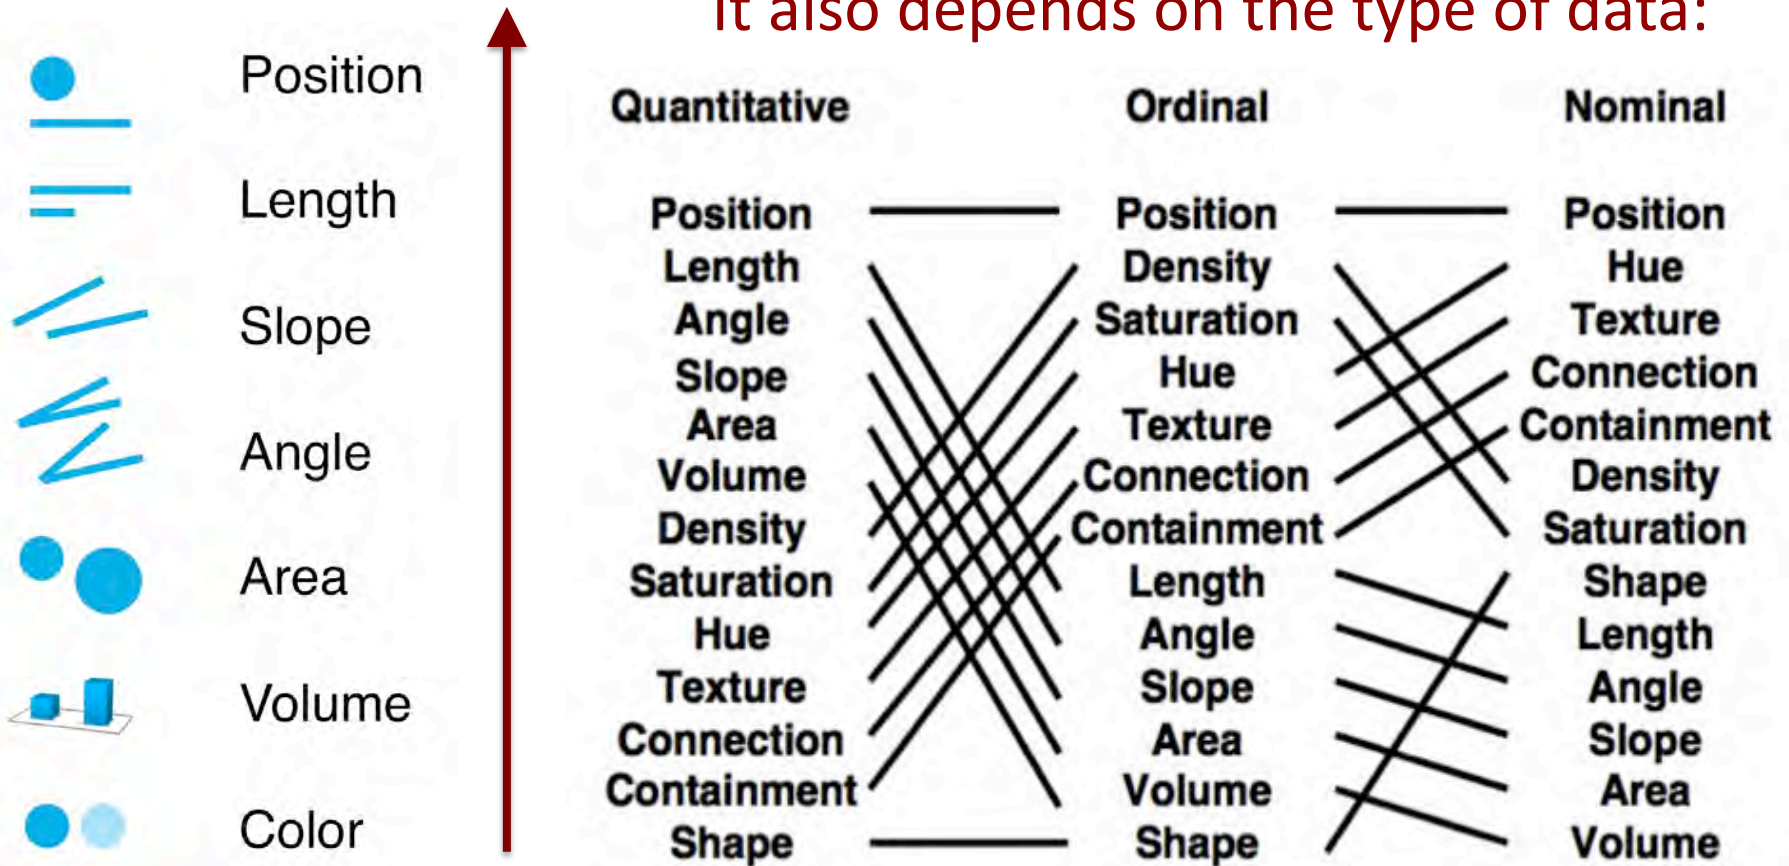 It also depends on the type of data:
Position
Length
Slope
Angle
Area
Volume
Color
Quantitative Ordinal Nominal
Position Position Position
Length Density Hue
Angle Saturation Texture
Slope Hue Connection
Area Texture Containment
Volume Connection Density
Density Containment Saturation
Saturation Length Shape
Hue Angle Length
Texture Slope Angle
Connection Area Slope
Containment Volume Area
Shape Shape Volume